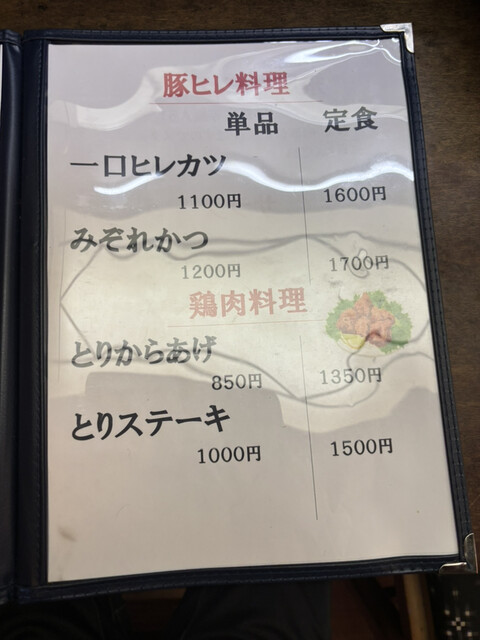 豚ヒレ料理
単品 定食
一口ヒレカツ
1100円 1600円
みぞれかつ
1200円 1700円
鶏肉料理
とりからあげ
850円 1350円
とりステーキ
1000円 1500円